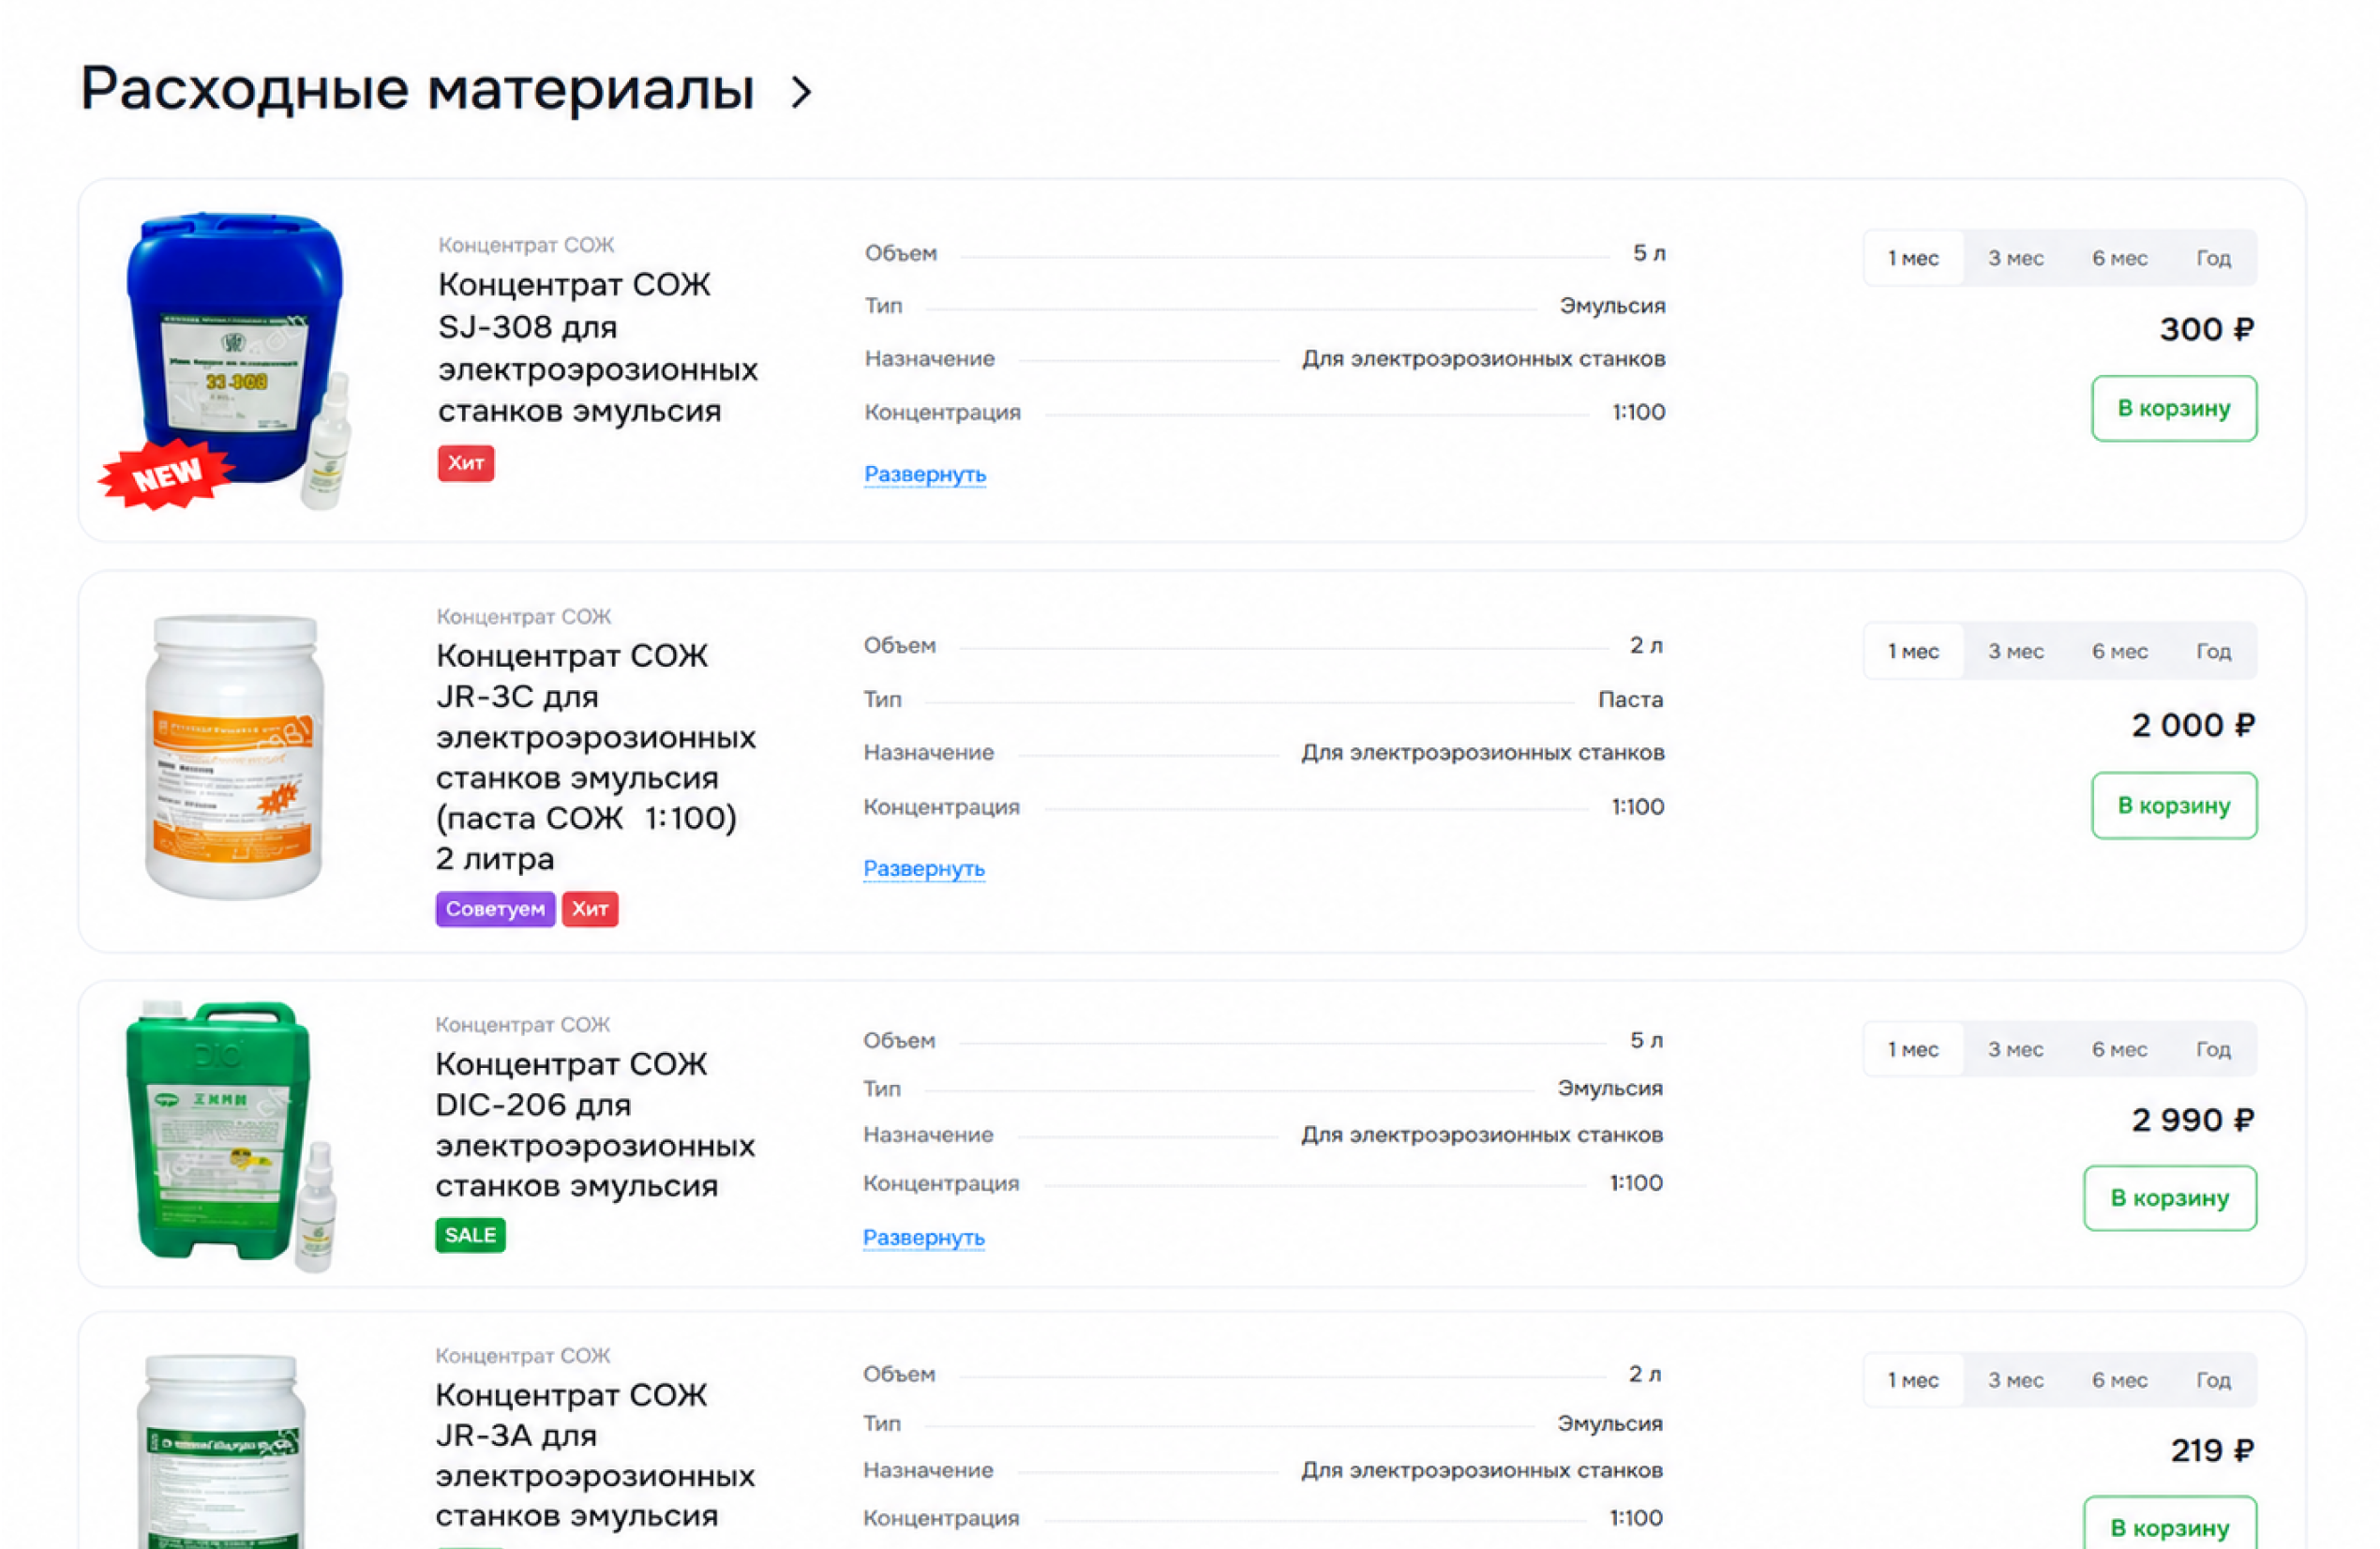 Расходные материалы
Концентрат СОЖ
Концентрат СОЖ
SJ-308 для
электроэрозионных
станков эмульсия
Хит
NEW
Объем 5 л
Тип Эмульсия
Назначение Для электроэрозионных станков
Концентрация 1:100
Развернуть
1 мес 3 мес 6 мес Год
300 ₽
В корзину
Концентрат СОЖ
Концентрат СОЖ
JR-3C для
электроэрозионных
станков эмульсия
(паста СОЖ 1:100)
2 литра
Советуем Хит
Объем 2 л
Тип Паста
Назначение Для электроэрозионных станков
Концентрация 1:100
Развернуть
1 мес 3 мес 6 мес Год
2 000 ₽
В корзину
DIC
Концентрат СОЖ
Концентрат СОЖ
DIC-206 для
электроэрозионных
станков эмульсия
SALE
Объем 5 л
Тип Эмульсия
Назначение Для электроэрозионных станков
Концентрация 1:100
Развернуть
1 мес 3 мес 6 мес Год
2 990 ₽
В корзину
Концентрат СОЖ
Концентрат СОЖ
JR-3A для
электроэрозионных
станков эмульсия
Объем 2 л
Тип Эмульсия
Назначение Для электроэрозионных станков
Концентрация 1:100
1 мес 3 мес 6 мес Год
219 ₽
В корзину